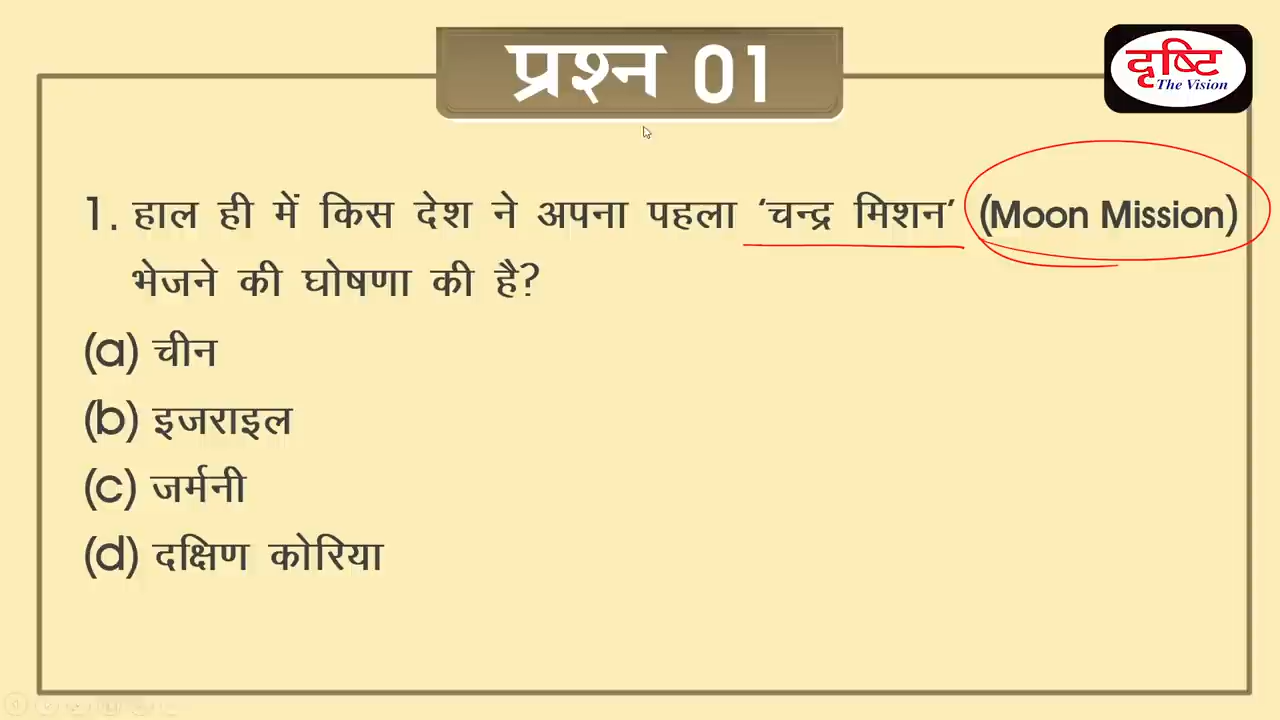 प्रश्न 01
दृष्टि
The Vision
1. हाल ही में किस देश ने अपना पहला ‘चन्द्र मिशन’ (Moon Mission)
भेजने की घोषणा की है?
(a) चीन
(b) इजराइल
(c) जर्मनी
(d) दक्षिण कोरिया